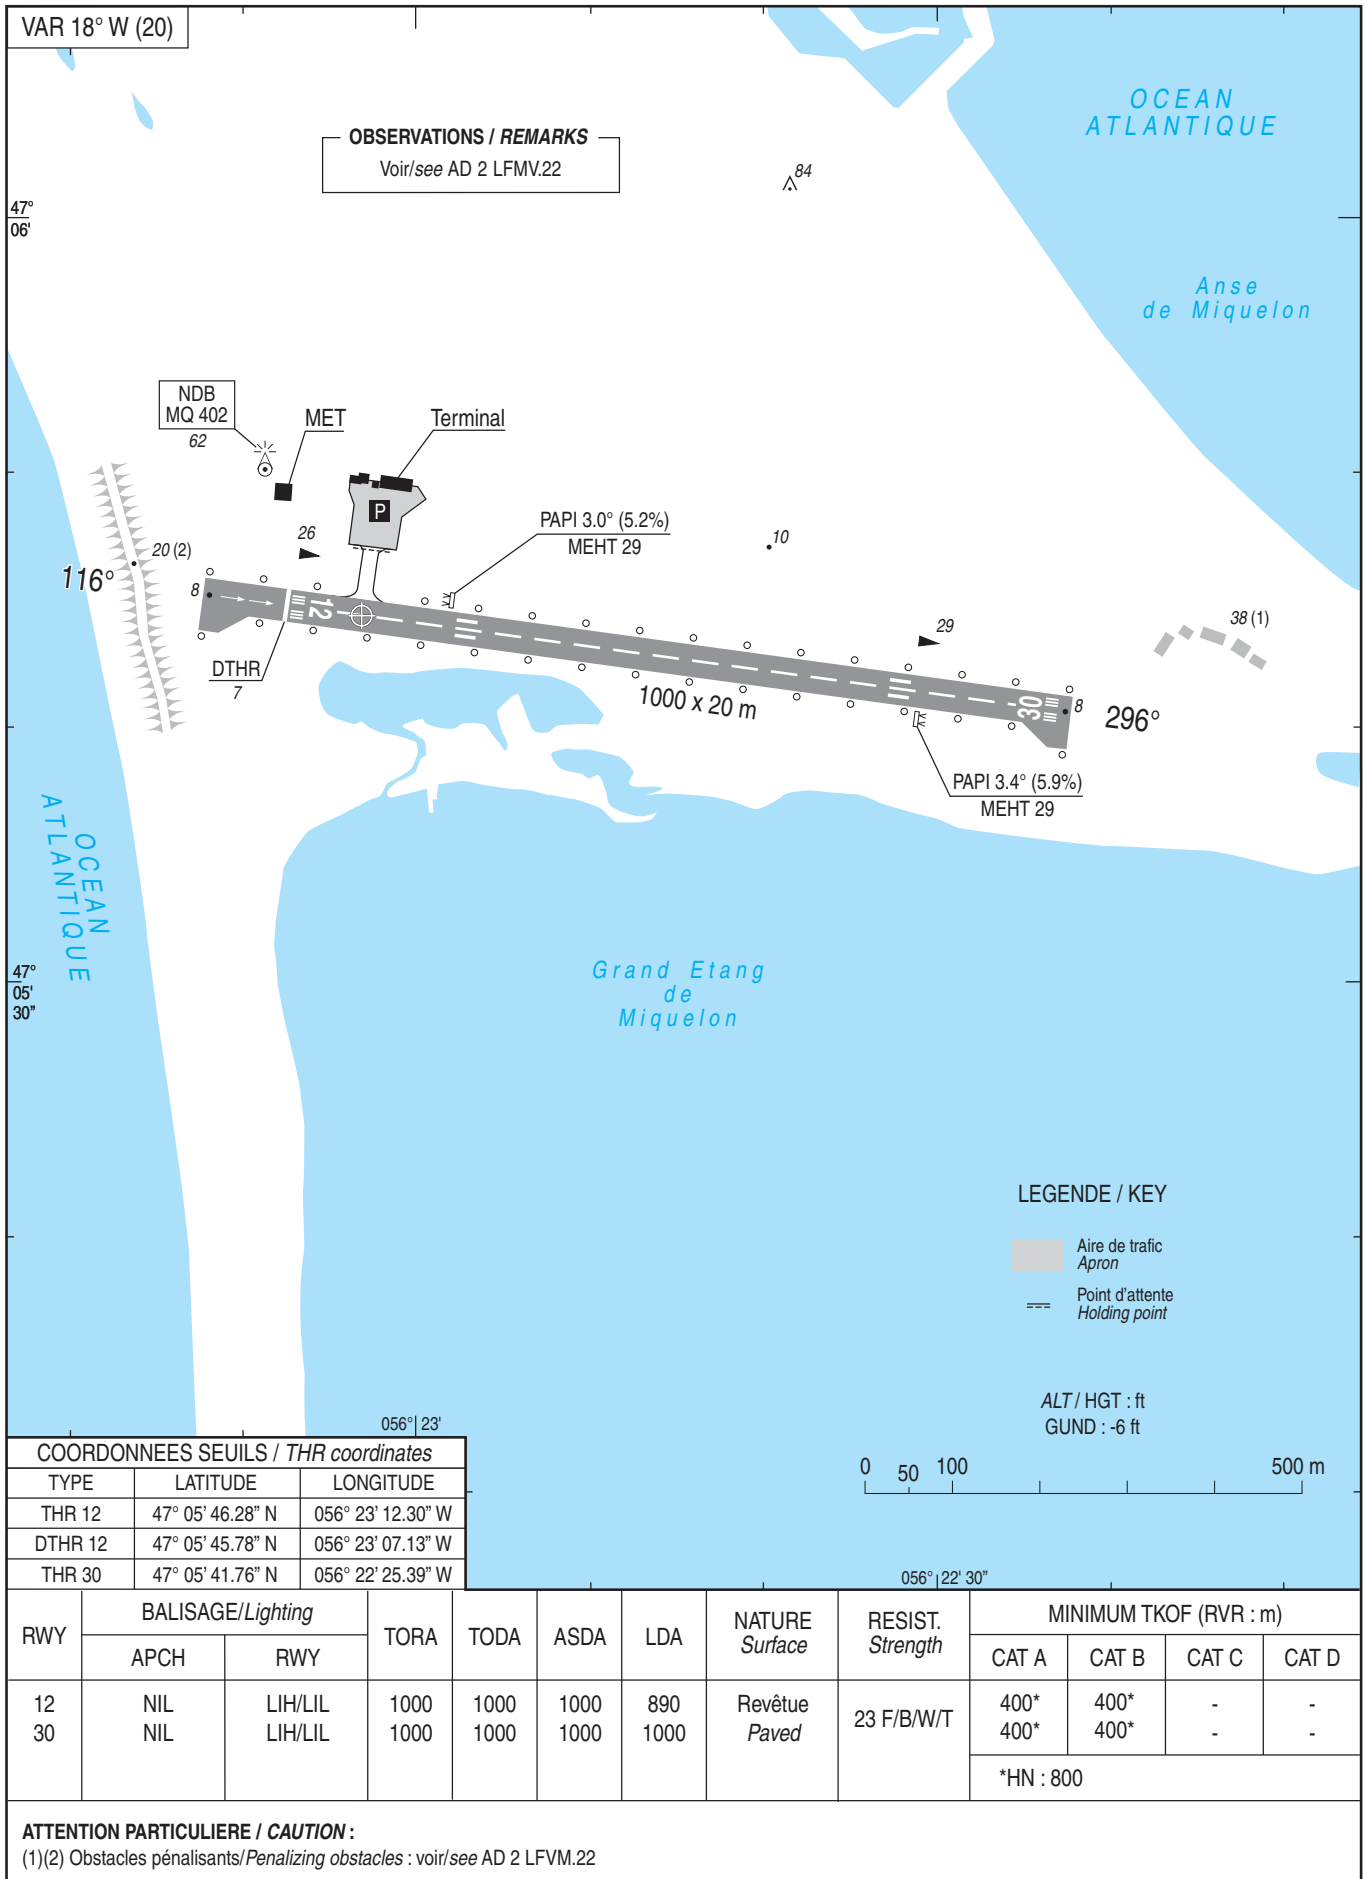 VAR 18° W (20)
OCEAN
ATLANTIQUE
OBSERVATIONS / REMARKS
Voir/see AD 2 LFMV.22
84
47°
06'
Anse
de Miquelon
NDB
MQ 402
62
MET
Terminal
P
PAPI 3.0° (5.2%)
MEHT 29
26
10
20 (2)
116°
8
12
DTHR
7
29
38 (1)
1000 x 20 m
30
8
296°
PAPI 3.4° (5.9%)
MEHT 29
OCEAN
ATLANTIQUE
47°
05'
30”
Grand Etang
de
Miquelon
LEGENDE / KEY
Aire de trafic
Apron
Point d'attente
Holding point
ALT / HGT : ft
GUND : -6 ft
0 50 100 500 m
056° 23'
COORDONNEES SEUILS / THR coordinates
TYPE LATITUDE LONGITUDE
THR 12 47° 05' 46.28” N 056° 23' 12.30” W
DTHR 12 47° 05' 45.78” N 056° 23' 07.13” W
THR 30 47° 05' 41.76” N 056° 22' 25.39” W
056° 22' 30”
RWY BALISAGE/Lighting TORA TODA ASDA LDA NATURE RESIST. MINIMUM TKOF (RVR : m)
Surface Strength
APCH RWY CAT A CAT B CAT C CAT D
12 NIL LIH/LIL 1000 1000 1000 890 Revêtue 23 F/B/W/T 400* 400* - -
30 NIL LIH/LIL 1000 1000 1000 1000 Paved 400* 400* - -
*HN : 800
ATTENTION PARTICULIERE / CAUTION :
(1)(2) Obstacles pénalisants/Penalizing obstacles : voir/see AD 2 LFVM.22